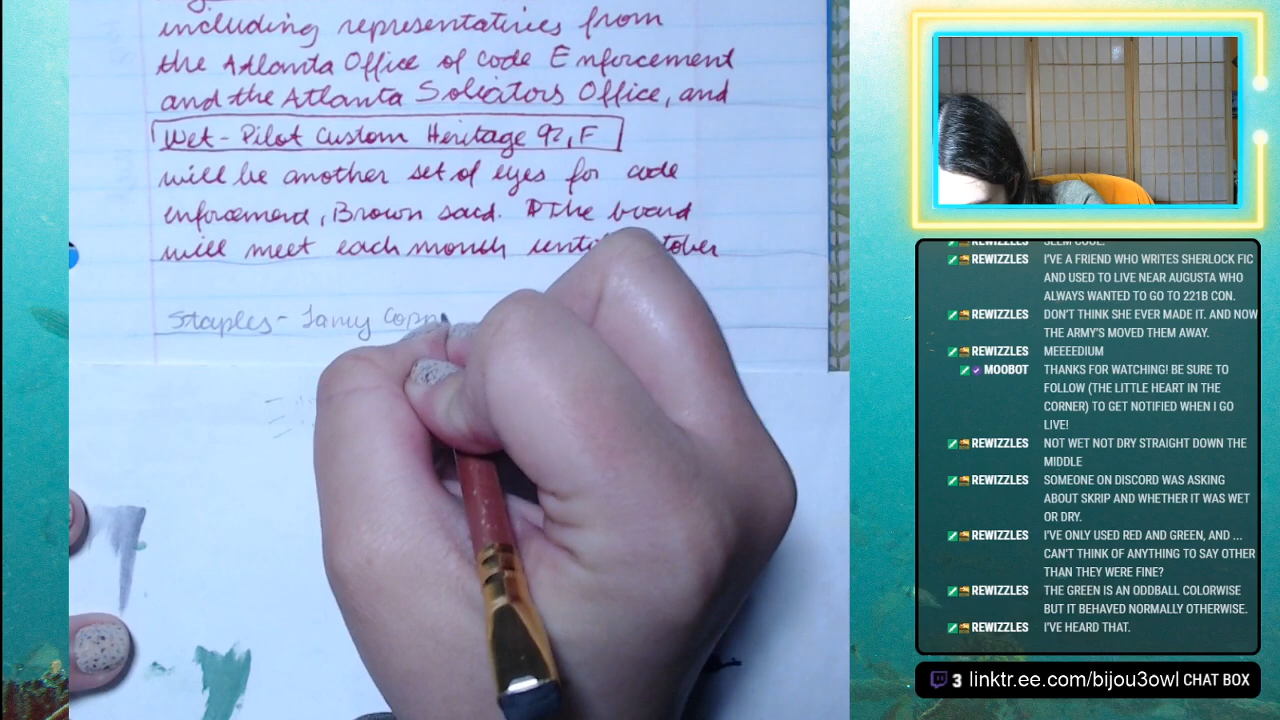 including representatives from
the Atlanta Office of code Enforcement
and the Atlanta Solicitors Office, and
Wet - Pilot Custom Heritage 92, F
will be another set of eyes for code
enforcement, Brown said. The board
will meet each month until
Staples - Lamy Copp
REWIZZLES SEEM COOL.
REWIZZLES I'VE A FRIEND WHO WRITES SHERLOCK FIC
AND USED TO LIVE NEAR AUGUSTA WHO
ALWAYS WANTED TO GO TO 221B CON.
REWIZZLES DON'T THINK SHE EVER MADE IT. AND NOW
THE ARMY'S MOVED THEM AWAY.
REWIZZLES MEEEEDIUM
MOOBOT THANKS FOR WATCHING! BE SURE TO
FOLLOW (THE LITTLE HEART IN THE
CORNER) TO GET NOTIFIED WHEN I GO
LIVE!
REWIZZLES NOT WET NOT DRY STRAIGHT DOWN THE
MIDDLE
REWIZZLES SOMEONE ON DISCORD WAS ASKING
ABOUT SKRIP AND WHETHER IT WAS WET
OR DRY.
REWIZZLES I'VE ONLY USED RED AND GREEN, AND ...
CAN'T THINK OF ANYTHING TO SAY OTHER
THAN THEY WERE FINE?
REWIZZLES THE GREEN IS AN ODDBALL COLORWISE
BUT IT BEHAVED NORMALLY OTHERWISE.
REWIZZLES I'VE HEARD THAT.
3 linktr.ee.com/bijou3owl CHAT BOX